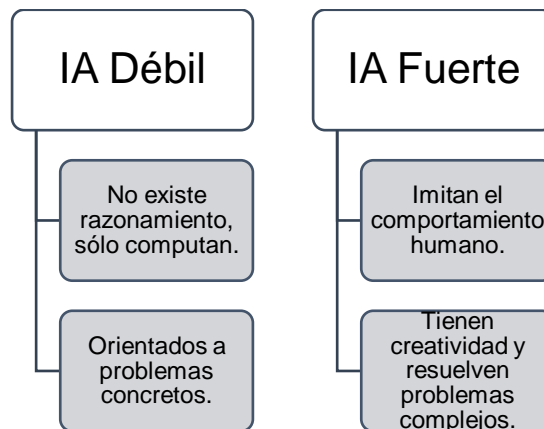 IA Débil
No existe
razonamiento,
sólo computan.
Orientados a
problemas
concretos.
IA Fuerte
Imitan el
comportamiento
humano.
Tienen
creatividad y
resuelven
problemas
complejos.